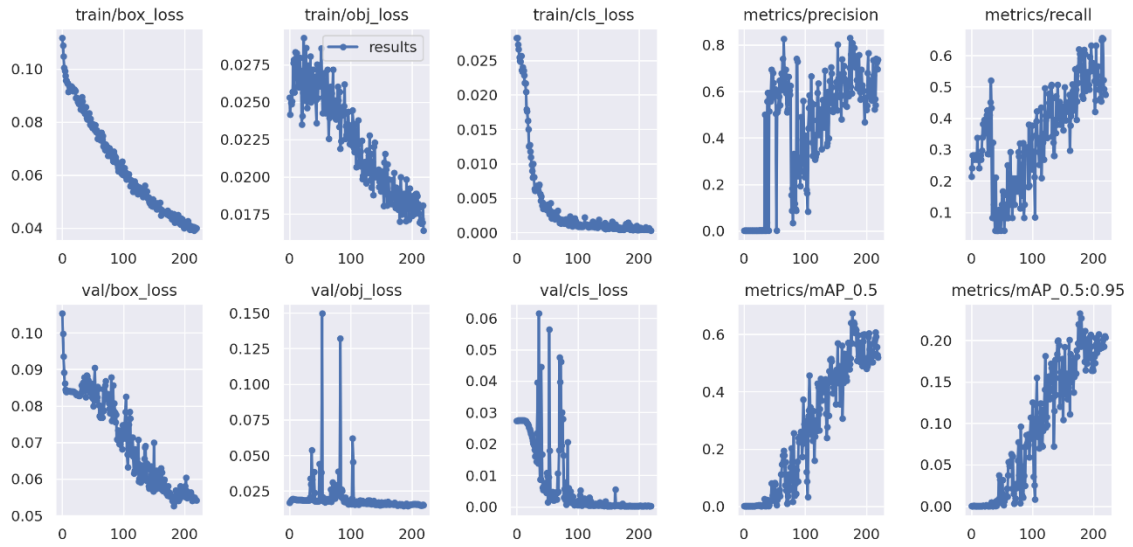 train/box_loss
0.10
0.08
0.06
0.04
0 100 200
train/obj_loss
results
0.0275
0.0250
0.0225
0.0200
0.0175
0 100 200
train/cls_loss
0.025
0.020
0.015
0.010
0.005
0.000
0 100 200
metrics/precision
0.8
0.6
0.4
0.2
0.0
0 100 200
metrics/recall
0.6
0.5
0.4
0.3
0.2
0.1
0 100 200
val/box_loss
0.10
0.09
0.08
0.07
0.06
0.05
0 100 200
val/obj_loss
0.150
0.125
0.100
0.075
0.050
0.025
0 100 200
val/cls_loss
0.06
0.05
0.04
0.03
0.02
0.01
0.00
0 100 200
metrics/mAP_0.5
0.6
0.4
0.2
0.0
0 100 200
metrics/mAP_0.5:0.95
0.20
0.15
0.10
0.05
0.00
0 100 200